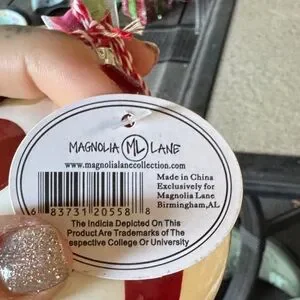 MAGNOLIA ML LANE
www.magnolialanecollection.com
Made in China
Exclusively for
Magnolia Lane
Birmingham,AL
6 83731 20558 8
The Indicia Depicted On This
Product Are Trademarks of The
espective College Or University